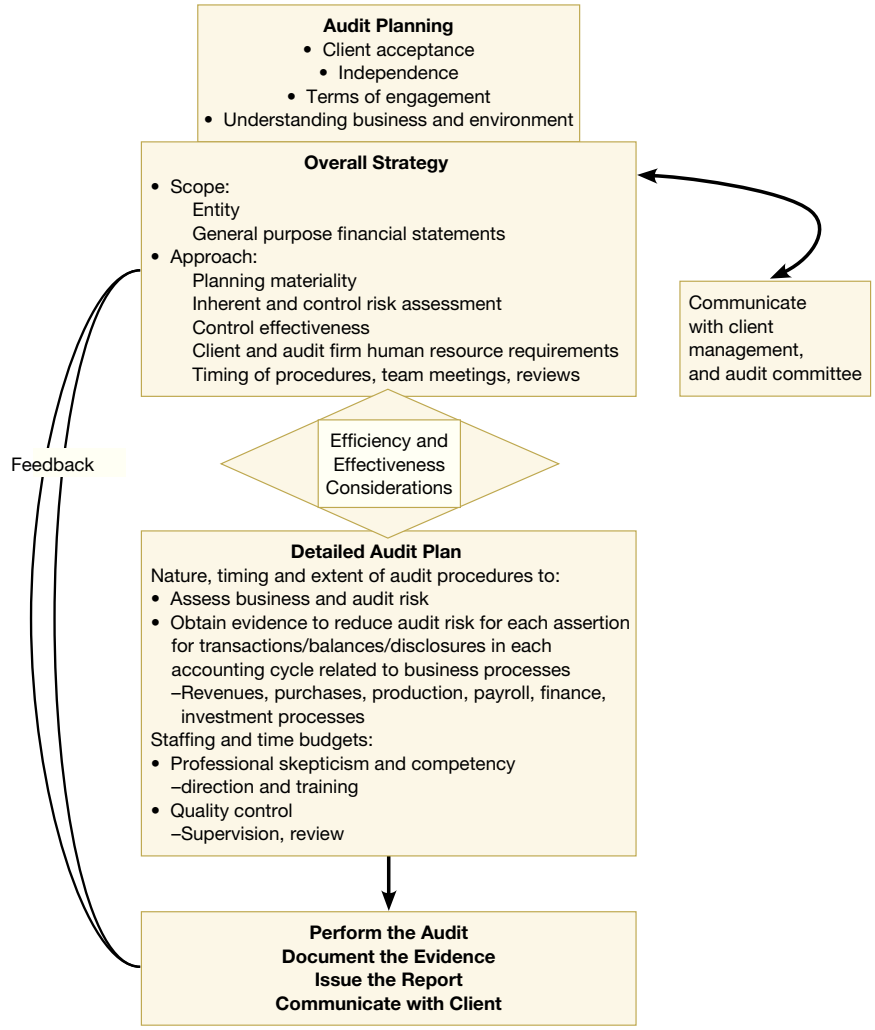 Audit Planning
• Client acceptance
• Independence
• Terms of engagement
• Understanding business and environment
Overall Strategy
• Scope:
Entity
General purpose financial statements
• Approach:
Planning materiality
Inherent and control risk assessment
Control effectiveness
Client and audit firm human resource requirements
Timing of procedures, team meetings, reviews
Communicate
with client
management,
and audit committee
Feedback
Efficiency and
Effectiveness
Considerations
Detailed Audit Plan
Nature, timing and extent of audit procedures to:
• Assess business and audit risk
• Obtain evidence to reduce audit risk for each assertion
for transactions/balances/disclosures in each
accounting cycle related to business processes
–Revenues, purchases, production, payroll, finance,
investment processes
Staffing and time budgets:
• Professional skepticism and competency
–direction and training
• Quality control
–Supervision, review
Perform the Audit
Document the Evidence
Issue the Report
Communicate with Client